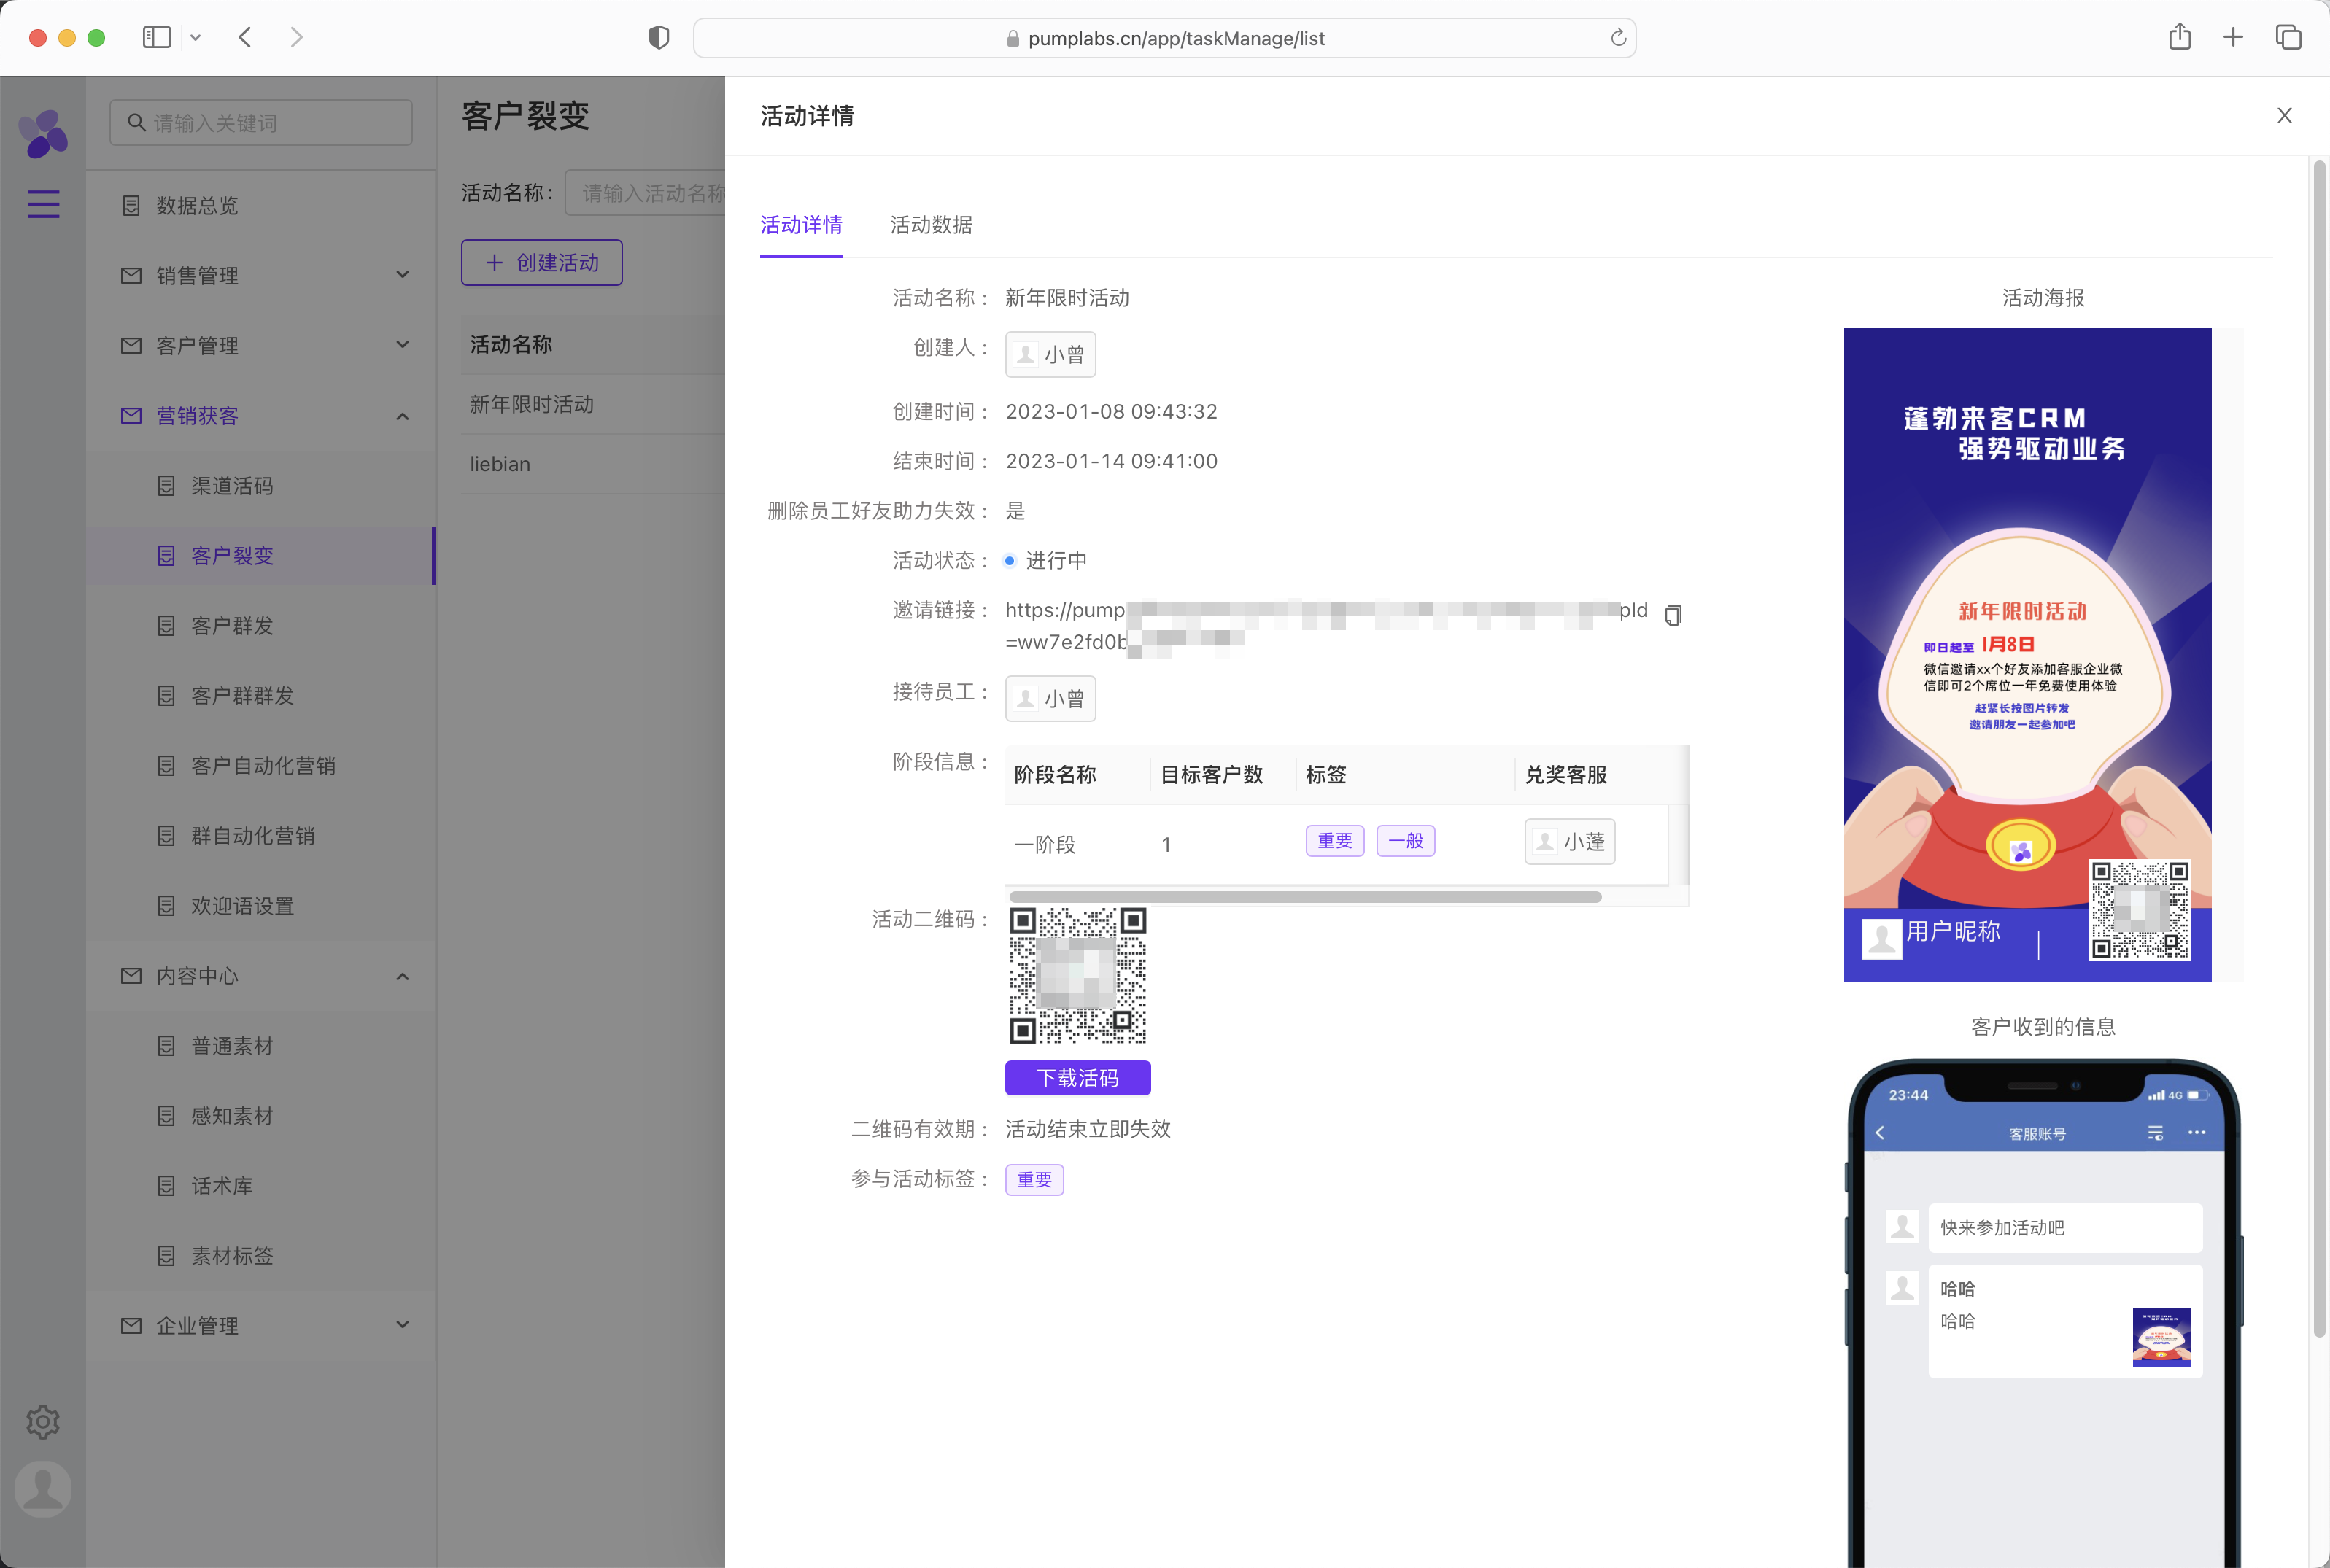 pumplabs.cn/app/taskManage/list
请输入关键词
数据总览
销售管理
客户管理
营销获客
渠道活码
客户裂变
客户群发
客户群群发
客户自动化营销
群自动化营销
欢迎语设置
内容中心
普通素材
感知素材
话术库
素材标签
企业管理
客户裂变
活动名称：
请输入活动名称
创建活动
活动名称
新年限时活动
liebian
活动详情
活动详情
活动数据
活动名称： 新年限时活动
创建人： 小曾
创建时间： 2023-01-08 09:43:32
结束时间： 2023-01-14 09:41:00
删除员工好友助力失效： 是
活动状态： 进行中
邀请链接： https://pump pId
=ww7e2fd0b
接待员工： 小曾
阶段信息：
阶段名称 目标客户数 标签 兑奖客服
一阶段 1 重要 一般 小蓬
活动二维码：
下载活码
二维码有效期： 活动结束立即失效
参与活动标签： 重要
活动海报
蓬勃来客CRM
强势驱动业务
新年限时活动
即日起至 1月8日
微信邀请xx个好友添加客服企业微
信即可2个席位一年免费使用体验
赶紧长按图片转发
邀请朋友一起参加吧
用户昵称
客户收到的信息
23:44
4G
客服账号
快来参加活动吧
哈哈
哈哈